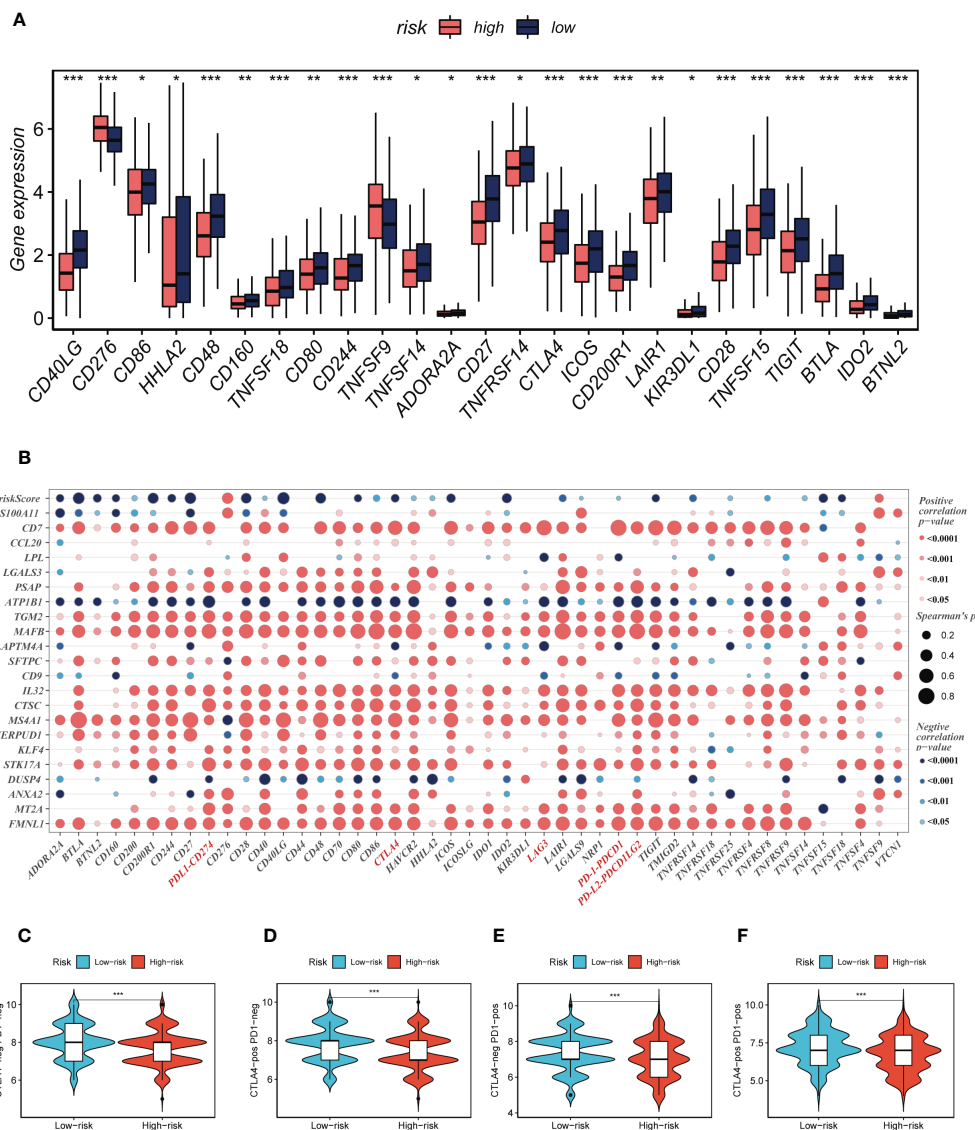 A
risk high low
*** *** * * *** ** *** ** *** *** * * *** * *** *** *** ** * *** *** *** *** *** ***
Gene expression
6
4
2
0
CD40LG
CD276
CD86
HHLA2
CD48
CD160
TNFSF18
CD80
CD244
TNFSF9
TNFSF14
ADORA2A
CD27
TNFRSF14
CTLA4
ICOS
CD200R1
LAIR1
KIR3DL1
CD28
TNFSF15
TIGIT
BTLA
IDO2
BTNL2
B
riskScore
S100A11
CD7
CCL20
LPL
LGALS3
PSAP
ATP1B1
TGM2
MAFB
APTM4A
SFTPC
CD9
IL32
CTSC
MS4A1
ERPUD1
KLF4
STK17A
DUSP4
ANXA2
MT2A
FMNL1
Positive
correlation
p-value
<0.0001
<0.001
<0.01
<0.05
Spearman's p
0.2
0.4
0.6
0.8
Negtive
correlation
p-value
<0.0001
<0.001
<0.01
<0.05
ADORA2A
BTLA
BTNL2
CD160
CD200
CD200R1
CD244
CD27
PDL1-CD274
CD276
CD28
CD40
CD40LG
CD44
CD48
CD70
CD80
CD86
CTLA4
HAVCR2
HHLA2
ICOS
ICOSLG
IDO1
IDO2
KIR3DL1
LAG3
LAIR1
LGALS9
NRP1
PD-1-PDCD1
PD-L2-PDCD1LG2
TIGIT
TMIGD2
TNFRSF14
TNFRSF18
TNFRSF25
TNFRSF4
TNFRSF8
TNFRSF9
TNFSF14
TNFSF15
TNFSF18
TNFSF4
TNFSF9
VTCN1
C
Risk Low-risk High-risk
***
10
8
6
Low-risk High-risk
D
Risk Low-risk High-risk
***
CTLA4-pos PD1-neg
10
8
6
Low-risk High-risk
E
Risk Low-risk High-risk
***
CTLA4-neg PD1-pos
10
8
6
4
Low-risk High-risk
F
Risk Low-risk High-risk
***
CTLA4-pos PD1-pos
10.0
7.5
5.0
Low-risk High-risk